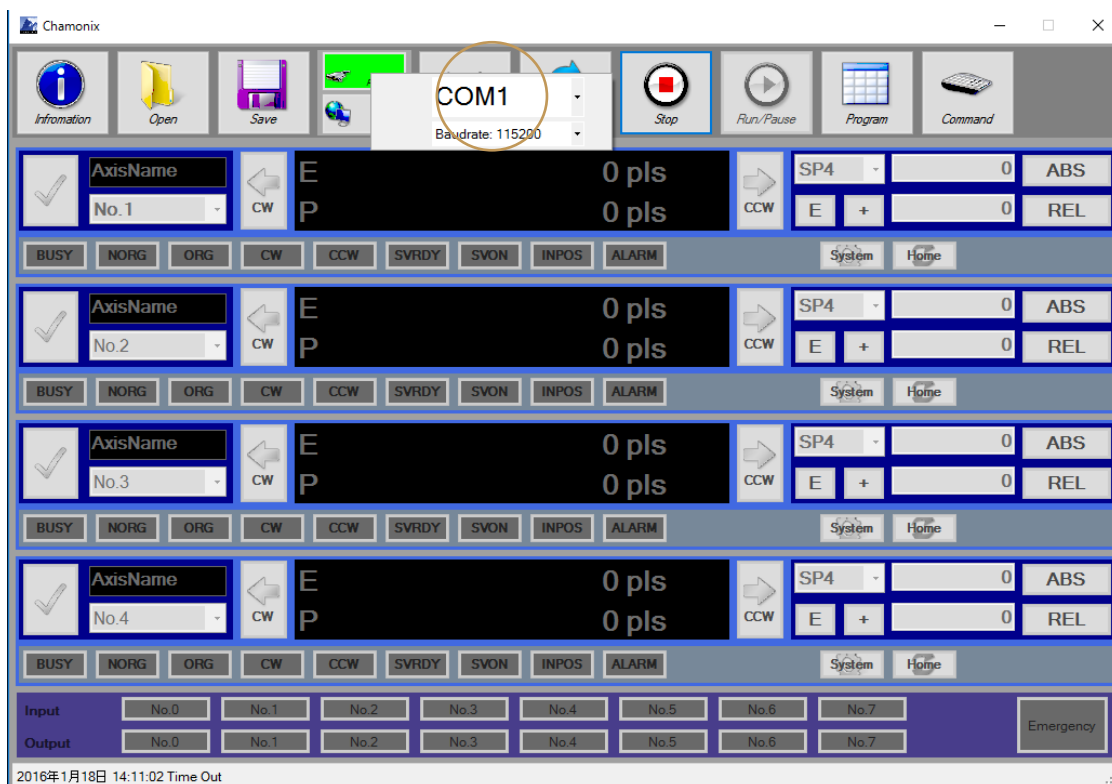 Chamonix
Infromation
Open
Save
COM1
Baudrate: 115200
Stop
Run/Pause
Program
Command
AxisName
No.1
CW
E 0 pls
P 0 pls
CCW
SP4 0 ABS
E + 0 REL
BUSY NORG ORG CW CCW SVRDY SVON INPOS ALARM System Home
AxisName
No.2
CW
E 0 pls
P 0 pls
CCW
SP4 0 ABS
E + 0 REL
BUSY NORG ORG CW CCW SVRDY SVON INPOS ALARM System Home
AxisName
No.3
CW
E 0 pls
P 0 pls
CCW
SP4 0 ABS
E + 0 REL
BUSY NORG ORG CW CCW SVRDY SVON INPOS ALARM System Home
AxisName
No.4
CW
E 0 pls
P 0 pls
CCW
SP4 0 ABS
E + 0 REL
BUSY NORG ORG CW CCW SVRDY SVON INPOS ALARM System Home
Input No.0 No.1 No.2 No.3 No.4 No.5 No.6 No.7
Output No.0 No.1 No.2 No.3 No.4 No.5 No.6 No.7
Emergency
2016年1月18日 14:11:02 Time Out